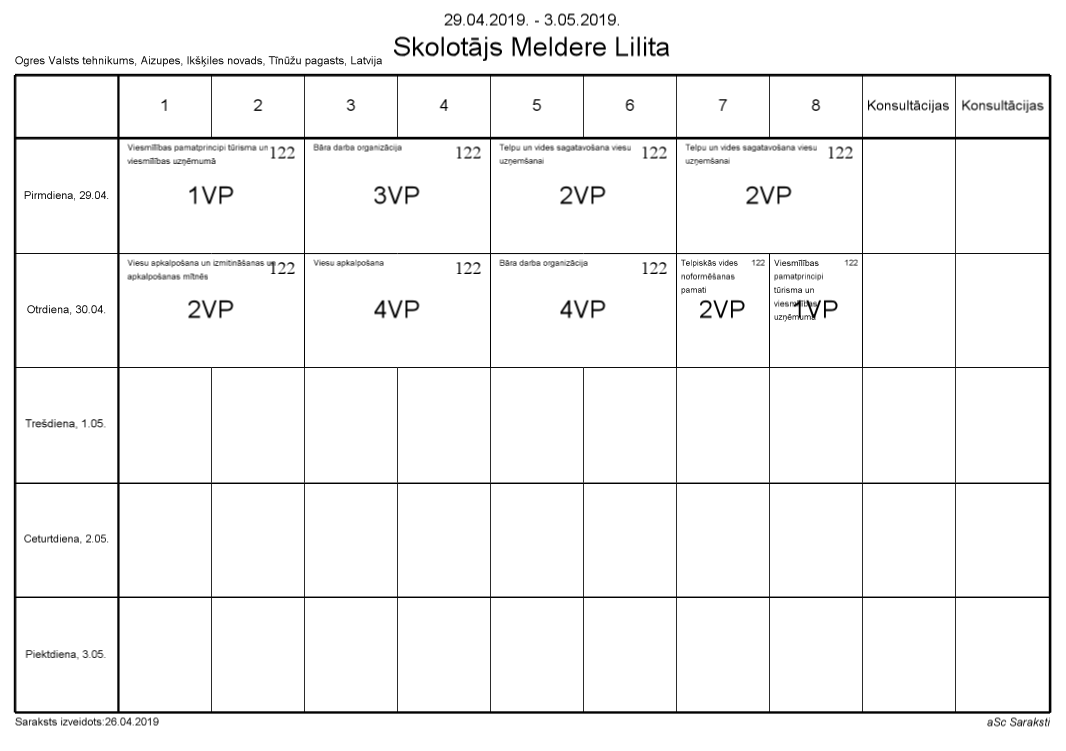 29.04.2019. - 3.05.2019.
Skolotājs Meldere Lilita
Ogres Valsts tehnikums, Aizupes, Ikšķiles novads, Tīnūžu pagasts, Latvija
1 2 3 4 5 6 7 8 Konsultācijas Konsultācijas
Pirmdiena, 29.04.
Viesmīlības pamatprincipi tūrisma un
viesmīlības uzņēmumā
122
1VP
Bāra darba organizācija
122
3VP
Telpu un vides sagatavošana viesu
uzņemšanai
122
2VP
Telpu un vides sagatavošana viesu
uzņemšanai
122
2VP
Otrdiena, 30.04.
Viesu apkalpošana un izmitināšanas un
apkalpošanas mītnēs
122
2VP
Viesu apkalpošana
122
4VP
Bāra darba organizācija
122
4VP
Telpiskās vides
noformēšanas
pamati
122
2VP
Viesmīlības
pamatprincipi
tūrisma un
viesmīlības
uzņēmumā
122
1VP
Trešdiena, 1.05.
Ceturtdiena, 2.05.
Piektdiena, 3.05.
Saraksts izveidots:26.04.2019
aSc Saraksti